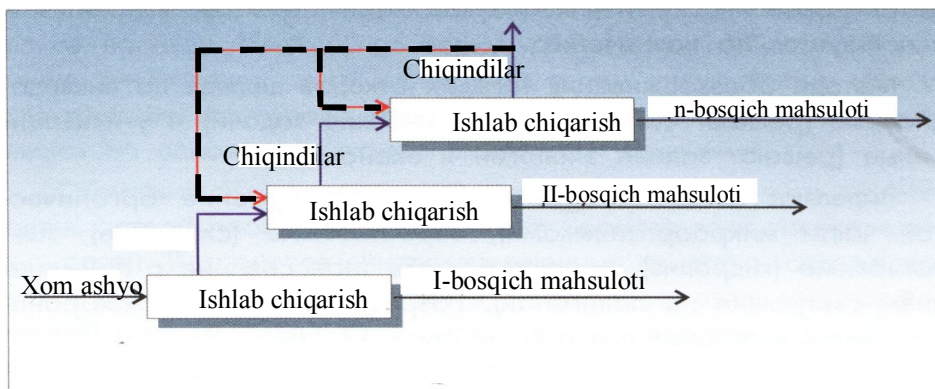 Chiqindilar
Ishlab chiqarish
n-bosqich mahsuloti
Chiqindilar
Ishlab chiqarish
II-bosqich mahsuloti
Xom ashyo
Ishlab chiqarish
I-bosqich mahsuloti